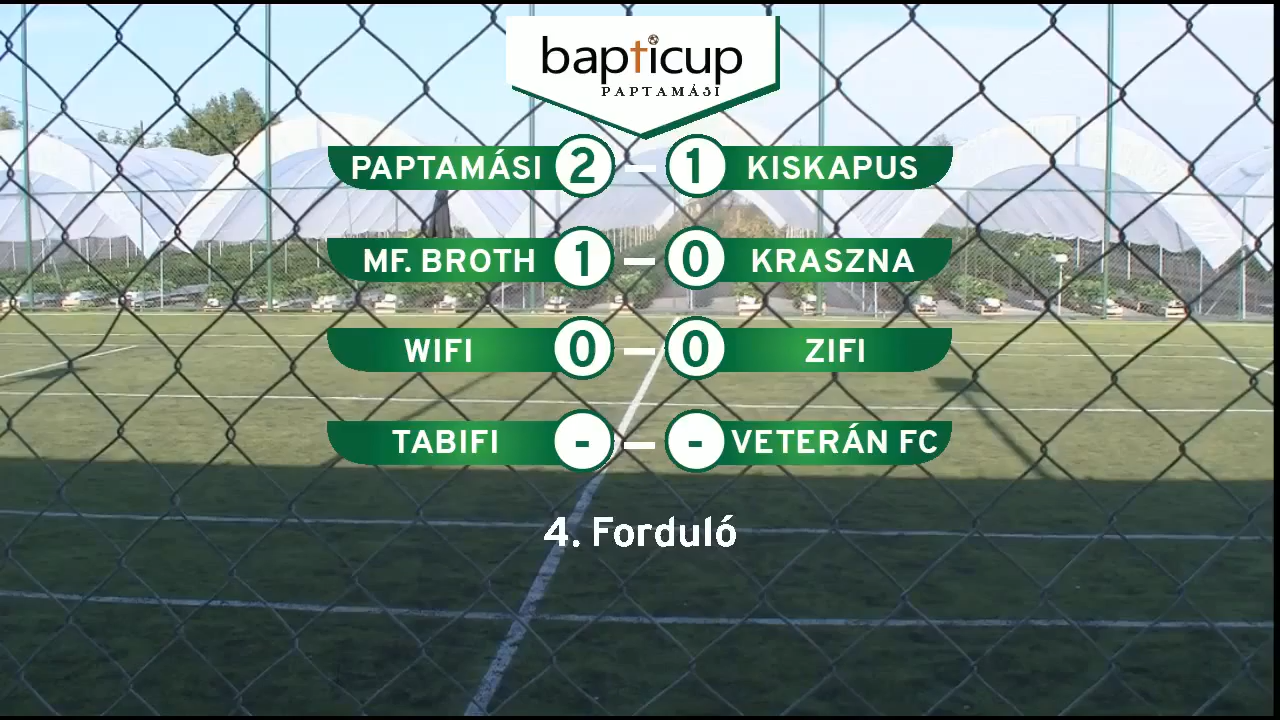 bapticup
PAPTAMÁSI
PAPTAMÁSI 2 – 1 KISKAPUS
MF. BROTH 1 – 0 KRASZNA
WIFI 0 – 0 ZIFI
TABIFI - – - VETERÁN FC
4. Forduló